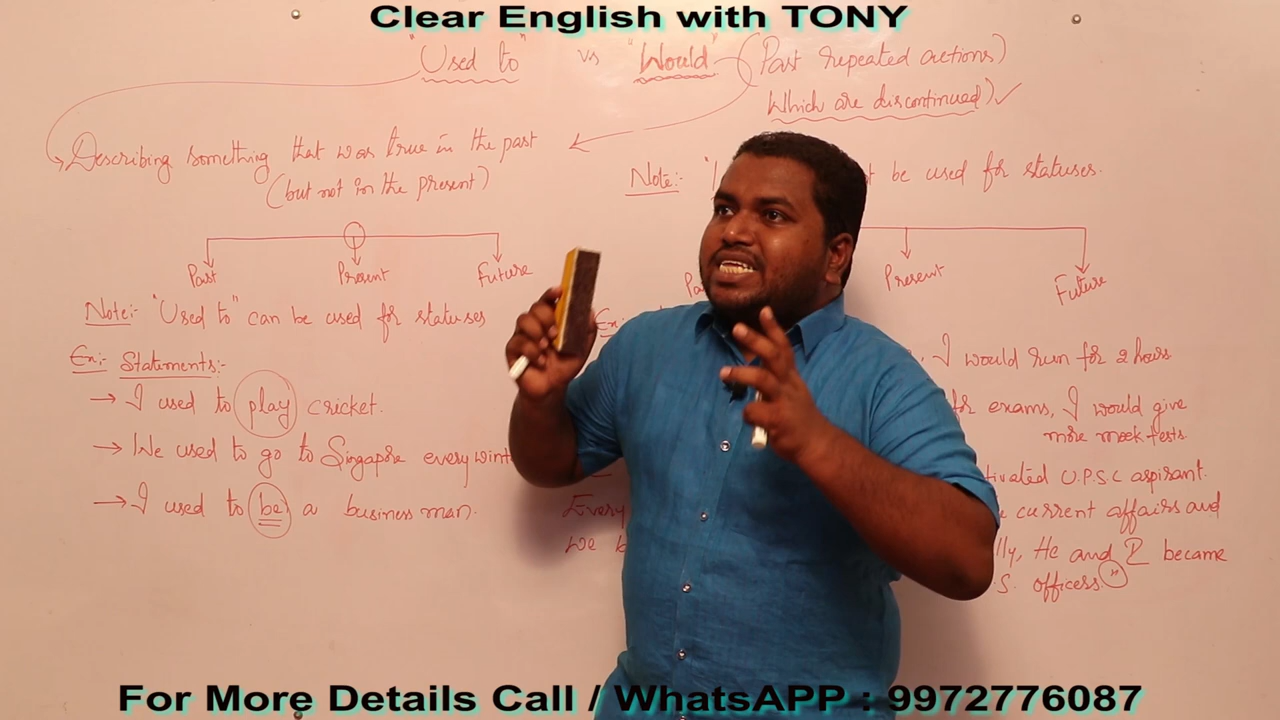 Clear English with TONY
"Used to" vs "Would" (Past repeated actions)
which are discontinued) ✓
Describing something that was true in the past
(but not in the present)
Note:- be used for statuses.
Past Present Future
Present Future
Note:- "Used to" can be used for statuses
Ex:- Statements:-
→ I used to play cricket.
→ We used to go to Singapore every
→ I used to be a business man.
Ex:-
, I would run for 2 hours
for exams, I would give
more mock tests.
U.P.S.C aspirant.
Every current affairs and
we He and I became
S. officers."
For More Details Call / WhatsAPP : 9972776087